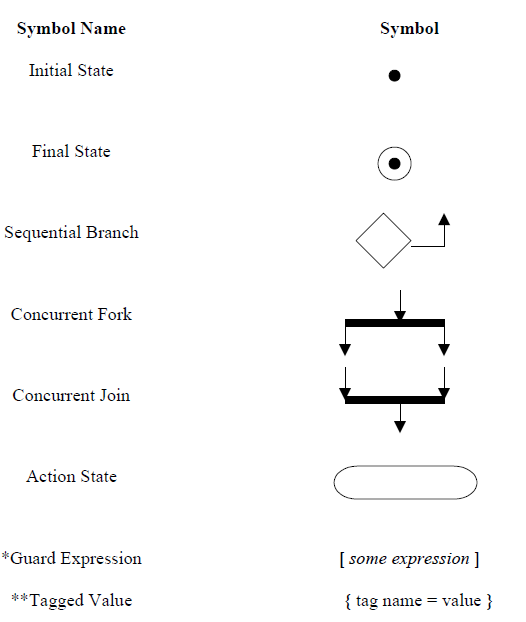 Symbol Name Symbol
Initial State
Final State
Sequential Branch
Concurrent Fork
Concurrent Join
Action State
*Guard Expression [ some expression ]
**Tagged Value { tag name = value }